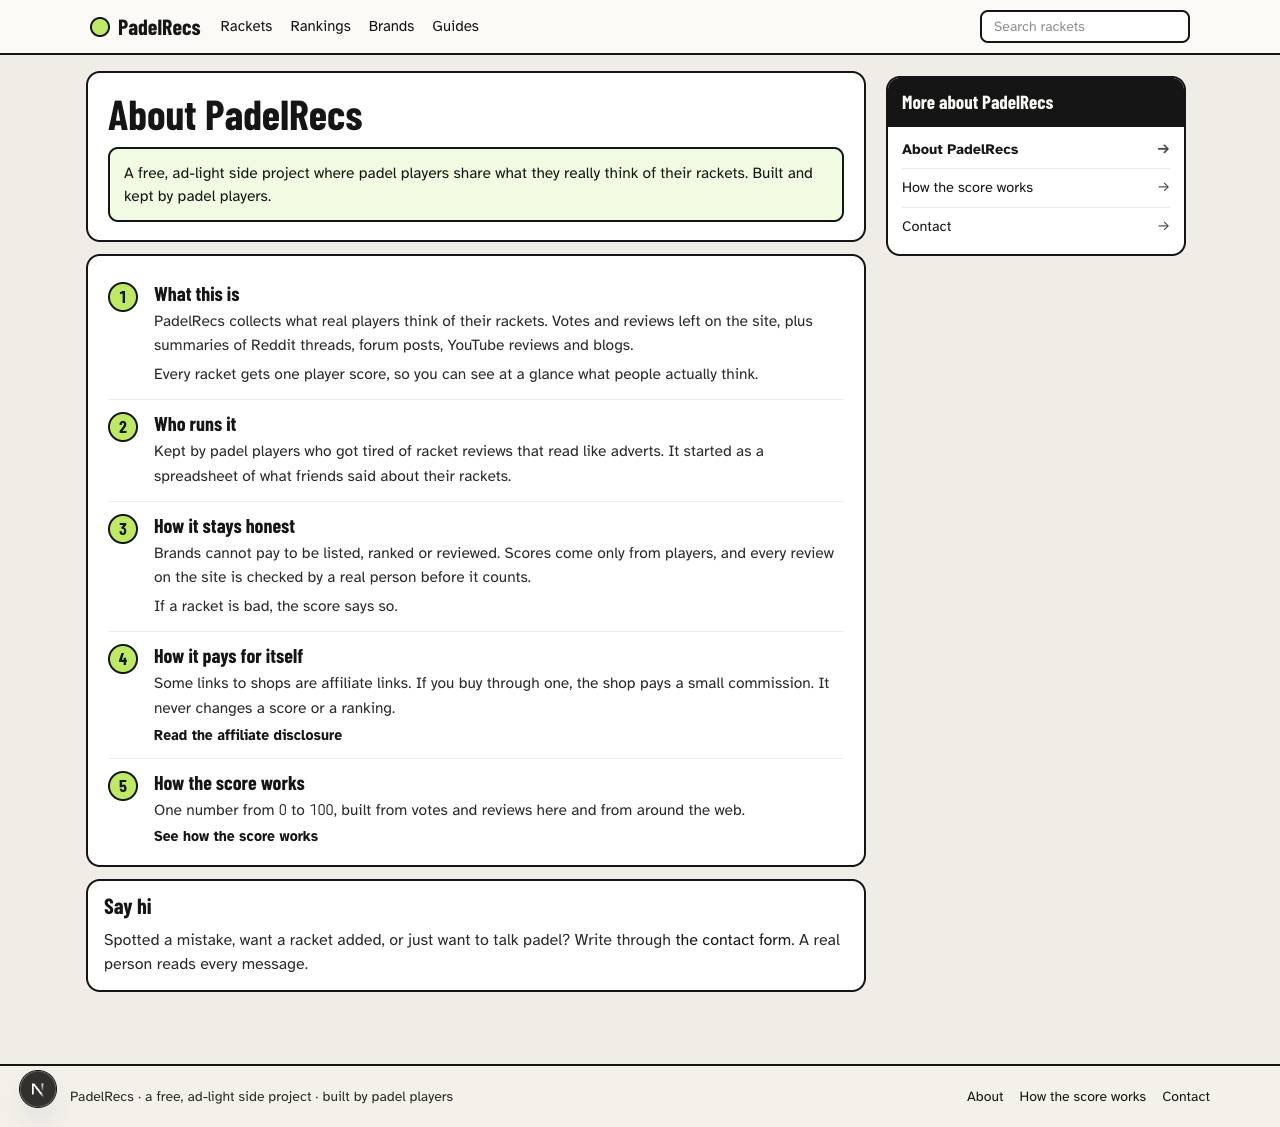 PadelRecs
Rackets
Rankings
Brands
Guides
Search rackets
About PadelRecs
A free, ad-light side project where padel players share what they really think of their rackets. Built and
kept by padel players.
1
What this is
PadelRecs collects what real players think of their rackets. Votes and reviews left on the site, plus
summaries of Reddit threads, forum posts, YouTube reviews and blogs.
Every racket gets one player score, so you can see at a glance what people actually think.
2
Who runs it
Kept by padel players who got tired of racket reviews that read like adverts. It started as a
spreadsheet of what friends said about their rackets.
3
How it stays honest
Brands cannot pay to be listed, ranked or reviewed. Scores come only from players, and every review
on the site is checked by a real person before it counts.
If a racket is bad, the score says so.
4
How it pays for itself
Some links to shops are affiliate links. If you buy through one, the shop pays a small commission. It
never changes a score or a ranking.
Read the affiliate disclosure
5
How the score works
One number from 0 to 100, built from votes and reviews here and from around the web.
See how the score works
Say hi
Spotted a mistake, want a racket added, or just want to talk padel? Write through the contact form. A real
person reads every message.
More about PadelRecs
About PadelRecs →
How the score works →
Contact →
N
PadelRecs · a free, ad-light side project · built by padel players
About
How the score works
Contact